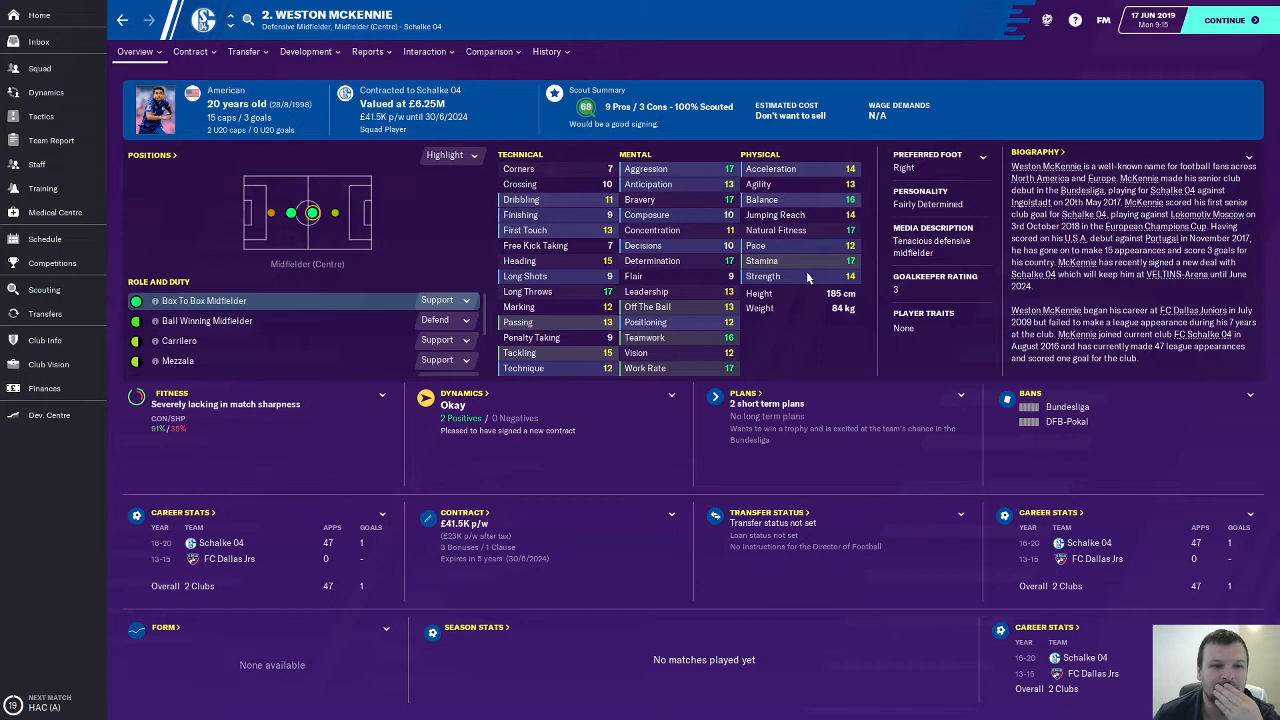 2. WESTON MCKENNIE
Defensive Midfielder, Midfielder (Centre) - Schalke 04
FM
17 JUN 2019
Mon 9:15
CONTINUE
Inbox
Squad
Dynamics
Tactics
Team Report
Staff
Training
Medical Centre
Schedule
Competitions
Scouting
Transfers
Club Info
Club Vision
Finances
Dev. Centre
NEXT MATCH
19 HAC (A)
Overview Contract Transfer Development Reports Interaction Comparison History
American
20 years old (28/8/1998)
15 caps / 3 goals
2 U20 caps / 0 U20 goals
Contracted to Schalke 04
Valued at £6.25M
£41.5K p/w until 30/6/2024
Squad Player
Scout Summary
68 9 Pros / 3 Cons - 100% Scouted
Would be a good signing.
ESTIMATED COST
Don't want to sell
WAGE DEMANDS
N/A
POSITIONS >
Highlight
Midfielder (Centre)
ROLE AND DUTY
Box To Box Midfielder Support
Ball Winning Midfielder Defend
Carrilero Support
Mezzala Support
TECHNICAL
Corners 7
Crossing 10
Dribbling 11
Finishing 9
First Touch 13
Free Kick Taking 7
Heading 15
Long Shots 9
Long Throws 17
Marking 12
Passing 13
Penalty Taking 9
Tackling 15
Technique 12
MENTAL
Aggression 17
Anticipation 13
Bravery 17
Composure 10
Concentration 11
Decisions 10
Determination 17
Flair 9
Leadership 13
Off The Ball 13
Positioning 12
Teamwork 16
Vision 12
Work Rate 17
PHYSICAL
Acceleration 14
Agility 13
Balance 16
Jumping Reach 14
Natural Fitness 17
Pace 12
Stamina 17
Strength 14
Height 185 cm
Weight 84 kg
PREFERRED FOOT
Right
PERSONALITY
Fairly Determined
MEDIA DESCRIPTION
Tenacious defensive
midfielder
GOALKEEPER RATING
3
PLAYER TRAITS
None
BIOGRAPHY >
Weston McKennie is a well-known name for football fans across
North America and Europe. McKennie made his senior club
debut in the Bundesliga, playing for Schalke 04 against
Ingolstadt on 20th May 2017. McKennie scored his first senior
club goal for Schalke 04, playing against Lokomotiv Moscow on
3rd October 2018 in the European Champions Cup. Having
scored on his U.S.A. debut against Portugal in November 2017,
he has gone on to make 15 appearances and score 3 goals for
his country. McKennie has recently signed a new deal with
Schalke 04 which will keep him at VELTINS-Arena until June
2024.
Weston McKennie began his career at FC Dallas Juniors in July
2009 but failed to make a league appearance during his 7 years
at the club. McKennie joined current club FC Schalke 04 in
August 2016 and has currently made 47 league appearances
and scored one goal for the club.
FITNESS
Severely lacking in match sharpness
CON/SHP
91%/35%
DYNAMICS >
Okay
2 Positives / 0 Negatives
Pleased to have signed a new contract
PLANS >
2 short term plans
No long term plans
Wants to win a trophy and is excited at the team's chance in the
Bundesliga
BANS
Bundesliga
DFB-Pokal
CAREER STATS >
YEAR TEAM APPS GOALS
16-20 Schalke 04 47 1
13-15 FC Dallas Jrs 0 -
Overall 2 Clubs 47 1
CONTRACT >
£41.5K p/w
(£23K p/w after tax)
3 Bonuses / 1 Clause
Expires in 5 years (30/6/2024)
TRANSFER STATUS >
Transfer status not set
Loan status not set
No instructions for the Director of Football
CAREER STATS >
YEAR TEAM APPS GOALS
16-20 Schalke 04 47 1
13-15 FC Dallas Jrs 0 -
Overall 2 Clubs 47 1
FORM >
None available
SEASON STATS >
No matches played yet
CAREER STATS >
YEAR TEAM
16-20 Schalke 04
13-15 FC Dallas Jrs
Overall 2 Clubs